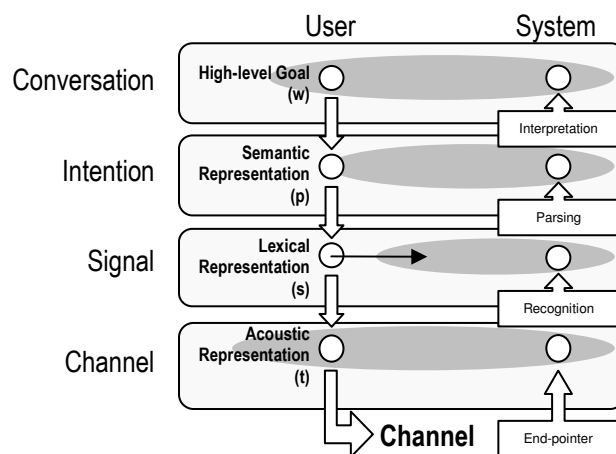 User System
Conversation
High-level Goal
(w)
Interpretation
Intention
Semantic
Representation
(p)
Parsing
Signal
Lexical
Representation
(s)
Recognition
Channel
Acoustic
Representation
(t)
Channel
End-pointer